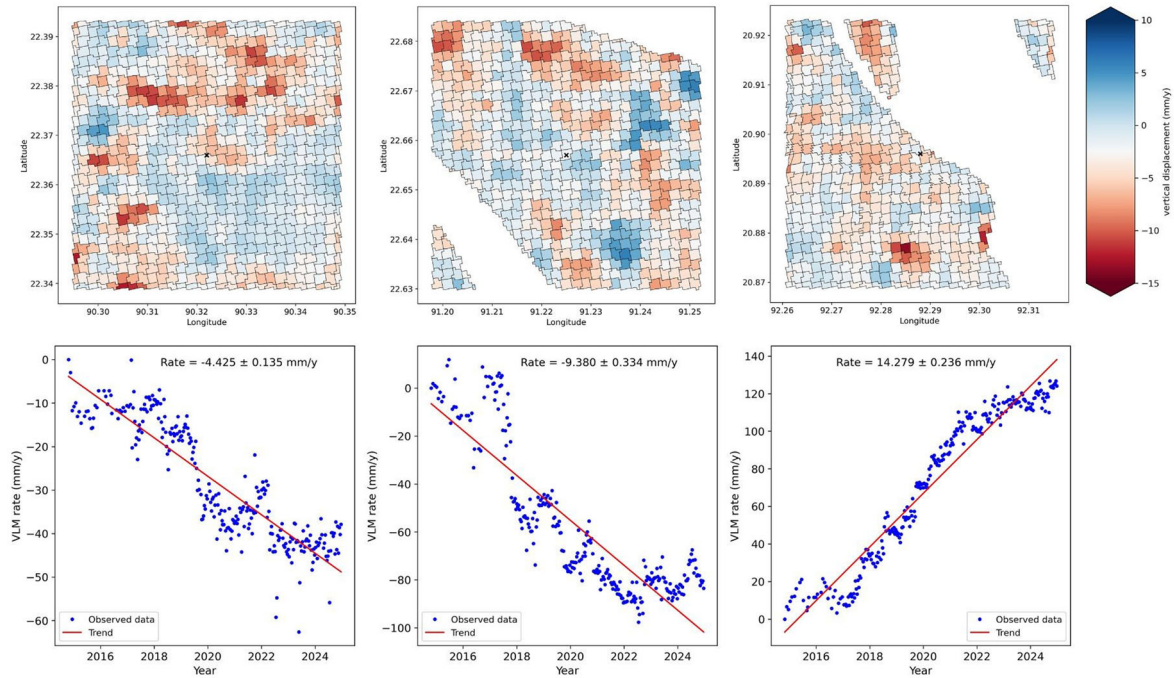 22.39
22.38
22.37
22.36
22.35
22.34
Latitude
90.30 90.31 90.32 90.33 90.34 90.35
Longitude
22.68
22.67
22.66
22.65
22.64
22.63
Latitude
91.20 91.21 91.22 91.23 91.24 91.25
Longitude
20.92
20.91
20.90
20.89
20.88
20.87
Latitude
92.26 92.27 92.28 92.29 92.30 92.31
Longitude
10
5
0
−5
−10
−15
vertical displacement (mm/y)
Rate = -4.425 ± 0.135 mm/y
0
−10
−20
−30
−40
−50
−60
VLM rate (mm/y)
Observed data
Trend
2016 2018 2020 2022 2024
Year
Rate = -9.380 ± 0.334 mm/y
0
−20
−40
−60
−80
−100
VLM rate (mm/y)
Observed data
Trend
2016 2018 2020 2022 2024
Year
Rate = 14.279 ± 0.236 mm/y
140
120
100
80
60
40
20
0
VLM rate (mm/y)
Observed data
Trend
2016 2018 2020 2022 2024
Year